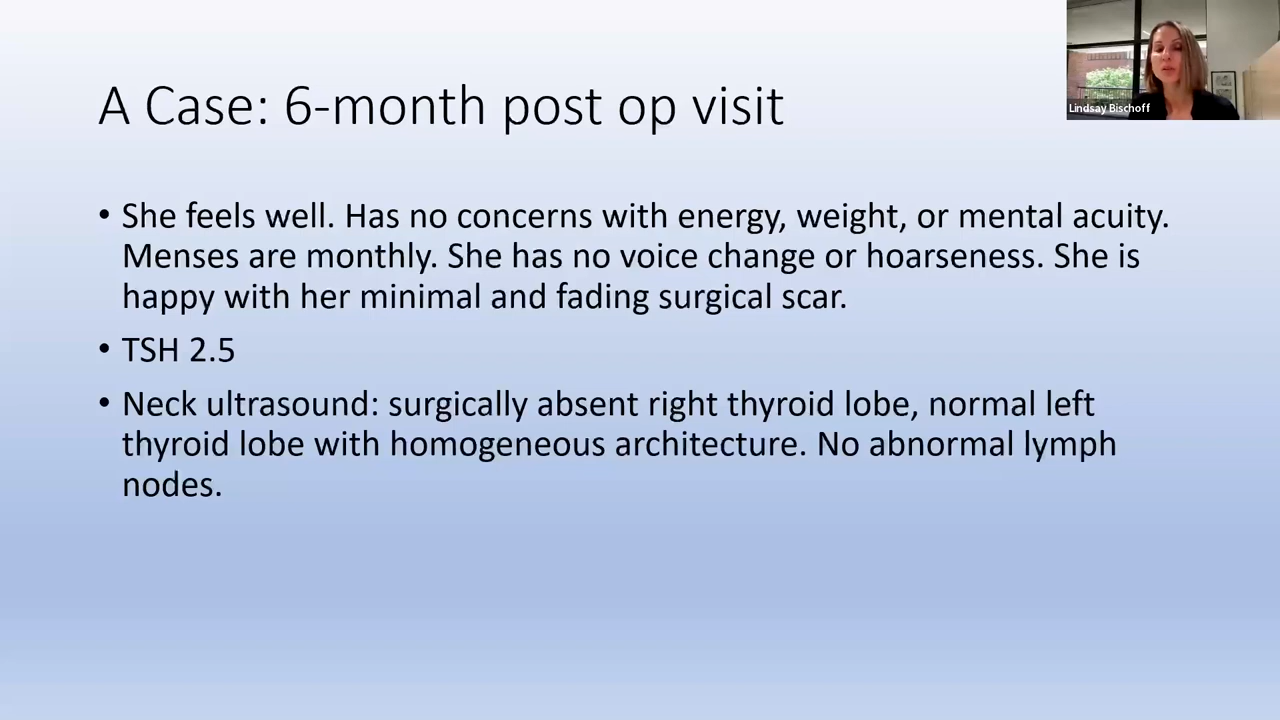 Lindsay Bischoff
A Case: 6-month post op visit
• She feels well. Has no concerns with energy, weight, or mental acuity.
Menses are monthly. She has no voice change or hoarseness. She is
happy with her minimal and fading surgical scar.
• TSH 2.5
• Neck ultrasound: surgically absent right thyroid lobe, normal left
thyroid lobe with homogeneous architecture. No abnormal lymph
nodes.